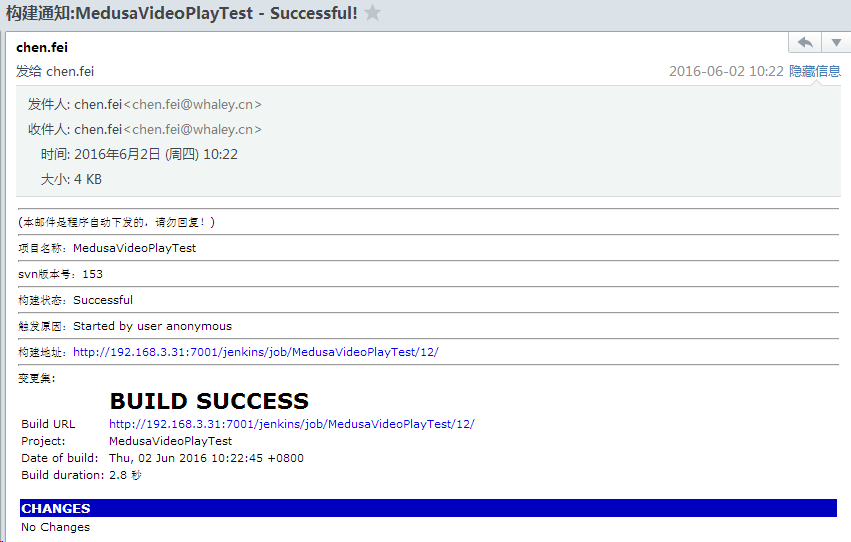 构建通知:MedusaVideoPlayTest - Successful!
chen.fei
发给 chen.fei
2016-06-02 10:22 隐藏信息
发件人: chen.fei<chen.fei@whaley.cn>
收件人: chen.fei<chen.fei@whaley.cn>
时间: 2016年6月2日 (周四) 10:22
大小: 4 KB
(本邮件是程序自动下发的，请勿回复！)
项目名称：MedusaVideoPlayTest
svn版本号：153
构建状态：Successful
触发原因：Started by user anonymous
构建地址：http://192.168.3.31:7001/jenkins/job/MedusaVideoPlayTest/12/
变更集:
BUILD SUCCESS
Build URL http://192.168.3.31:7001/jenkins/job/MedusaVideoPlayTest/12/
Project: MedusaVideoPlayTest
Date of build: Thu, 02 Jun 2016 10:22:45 +0800
Build duration: 2.8 秒
CHANGES
No Changes